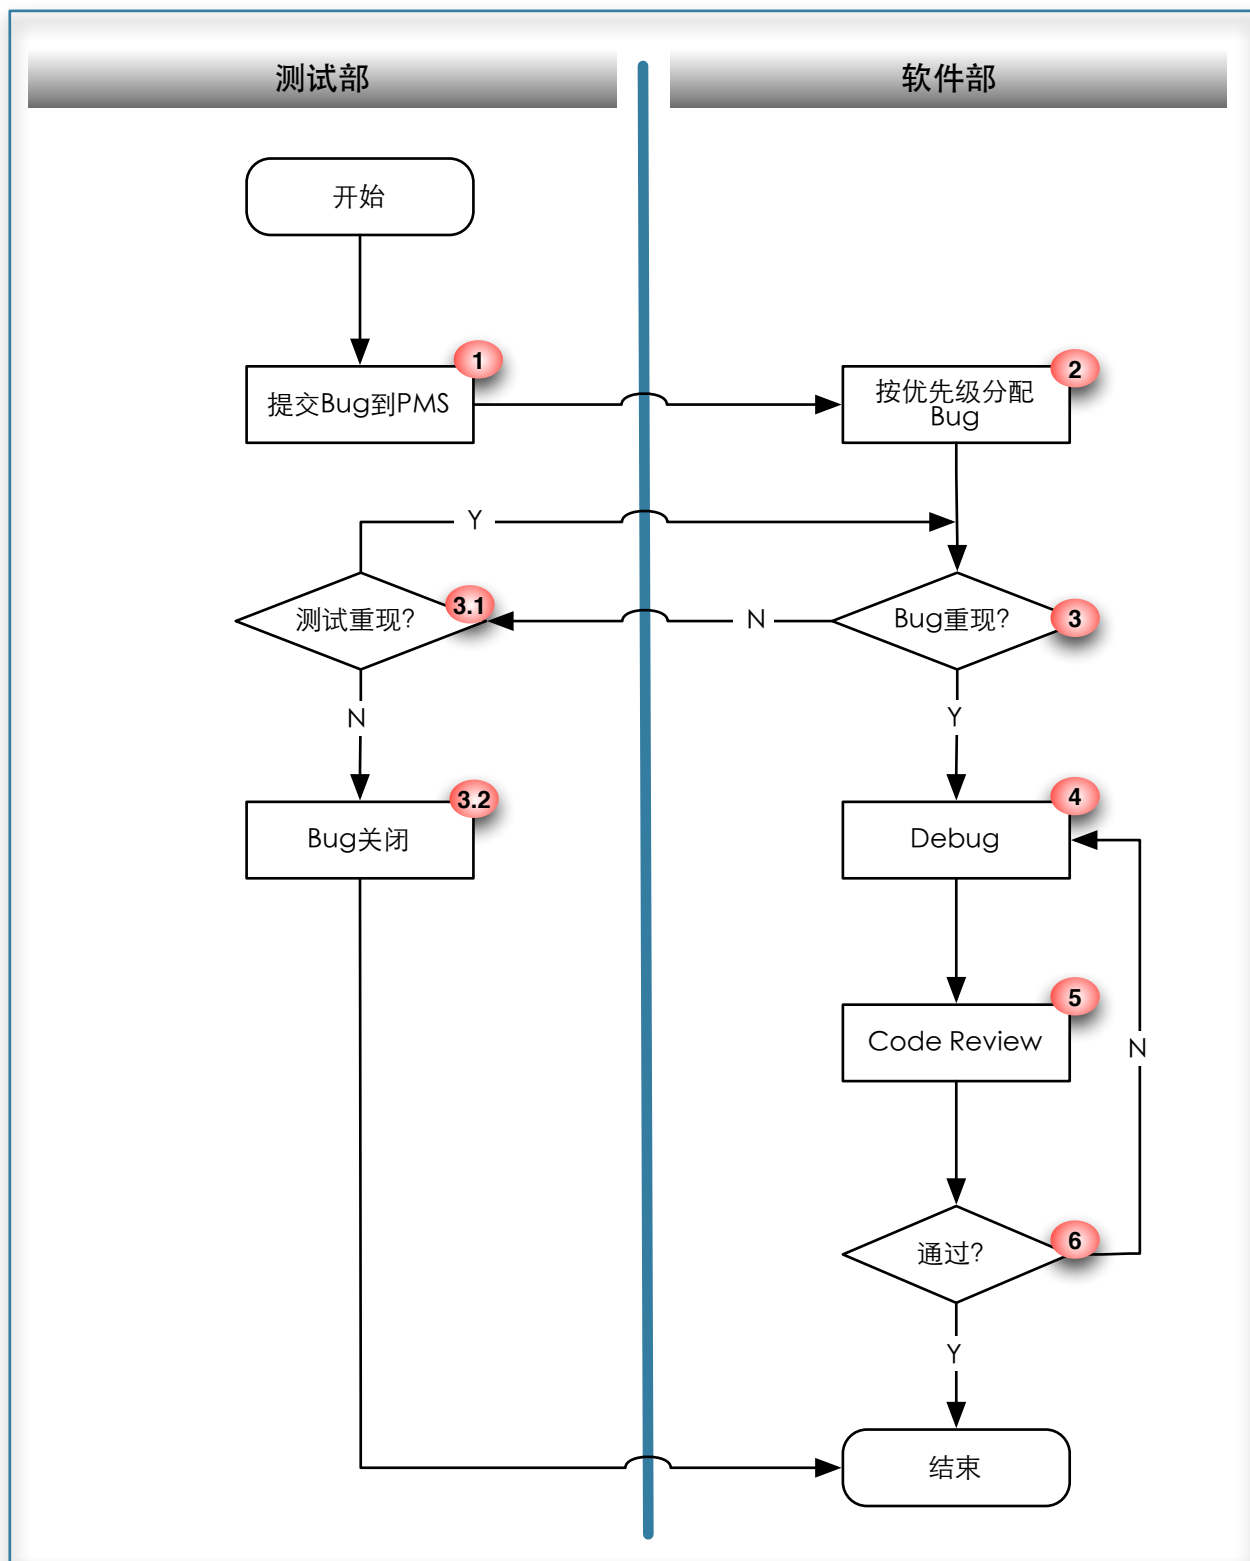 测试部
软件部
开始
1
提交Bug到PMS
2
按优先级分配
Bug
Y
测试重现?
3.1
N
Bug重现?
3
N
Y
3.2
Bug关闭
4
Debug
5
Code Review
N
6
通过?
Y
结束